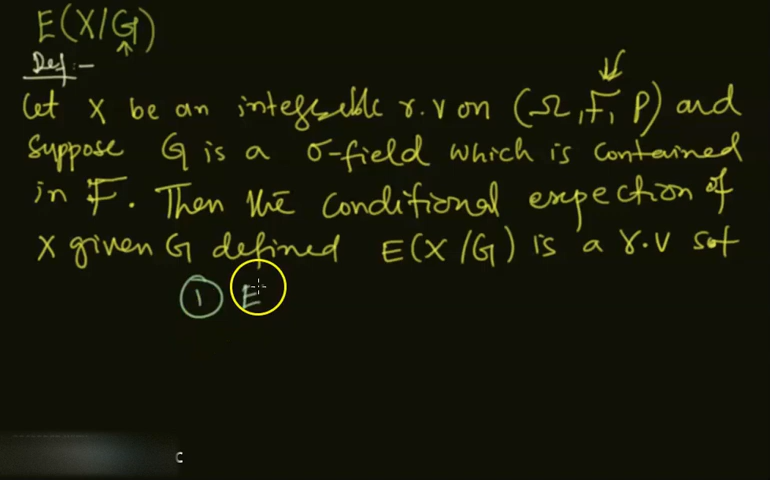 E(X/G)
Def:-
Let X be an integrable r.v on (Ω, F, P) and
Suppose G is a σ-field which is contained
in F. Then the conditional expection of
X given G defined E(X/G) is a r.v sot
① E
c